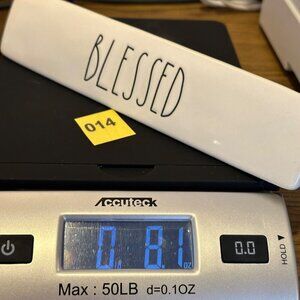 BLESSED
014
Accuteck
0 8.1 oz
0.0
HOLD
Max : 50LB d=0.1OZ